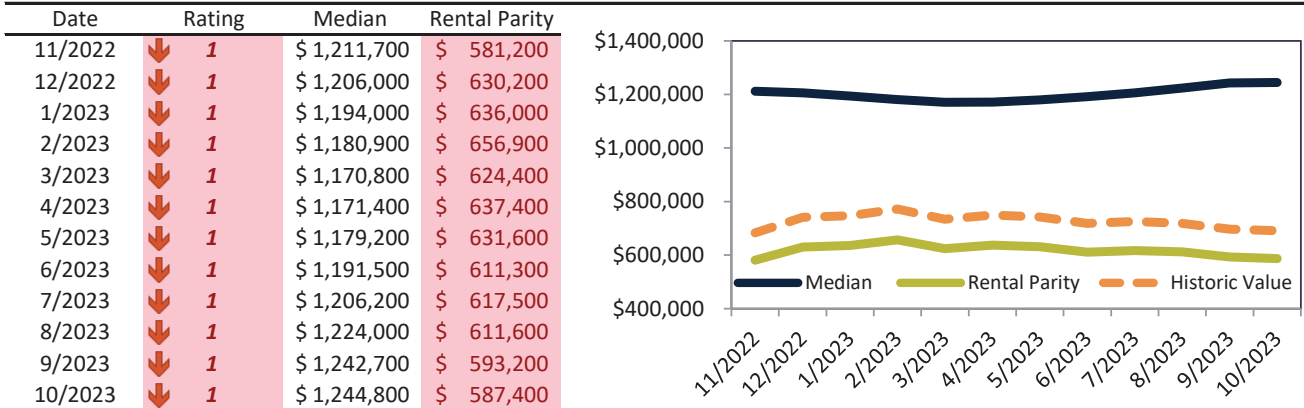 Date Rating Median Rental Parity
11/2022 1 $ 1,211,700 $ 581,200
12/2022 1 $ 1,206,000 $ 630,200
1/2023 1 $ 1,194,000 $ 636,000
2/2023 1 $ 1,180,900 $ 656,900
3/2023 1 $ 1,170,800 $ 624,400
4/2023 1 $ 1,171,400 $ 637,400
5/2023 1 $ 1,179,200 $ 631,600
6/2023 1 $ 1,191,500 $ 611,300
7/2023 1 $ 1,206,200 $ 617,500
8/2023 1 $ 1,224,000 $ 611,600
9/2023 1 $ 1,242,700 $ 593,200
10/2023 1 $ 1,244,800 $ 587,400
$1,400,000
$1,200,000
$1,000,000
$800,000
$600,000
$400,000
Median Rental Parity Historic Value
11/2022 12/2022 1/2023 2/2023 3/2023 4/2023 5/2023 6/2023 7/2023 8/2023 9/2023 10/2023